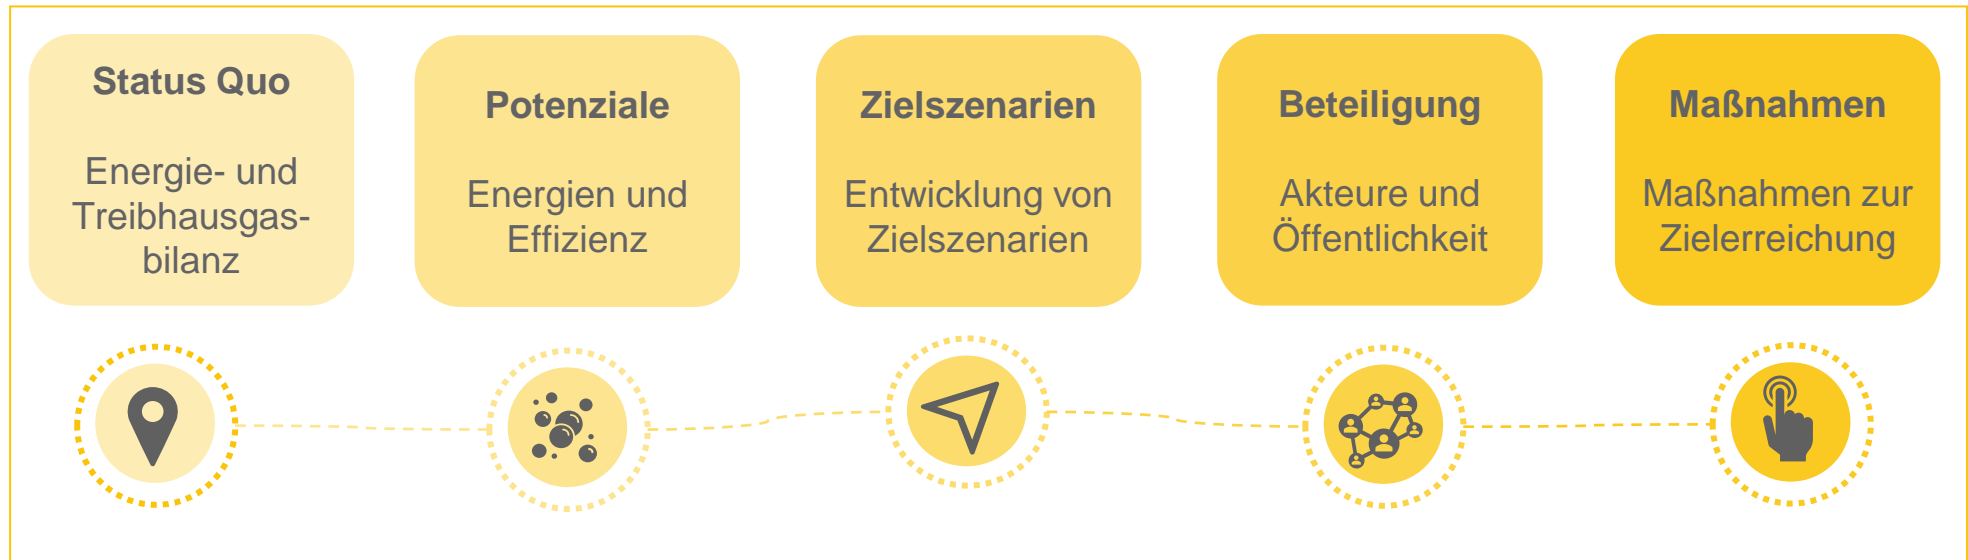 Status Quo
Energie- und
Treibhausgas-
bilanz
Potenziale
Energien und
Effizienz
Zielszenarien
Entwicklung von
Zielszenarien
Beteiligung
Akteure und
Öffentlichkeit
Maßnahmen
Maßnahmen zur
Zielerreichung